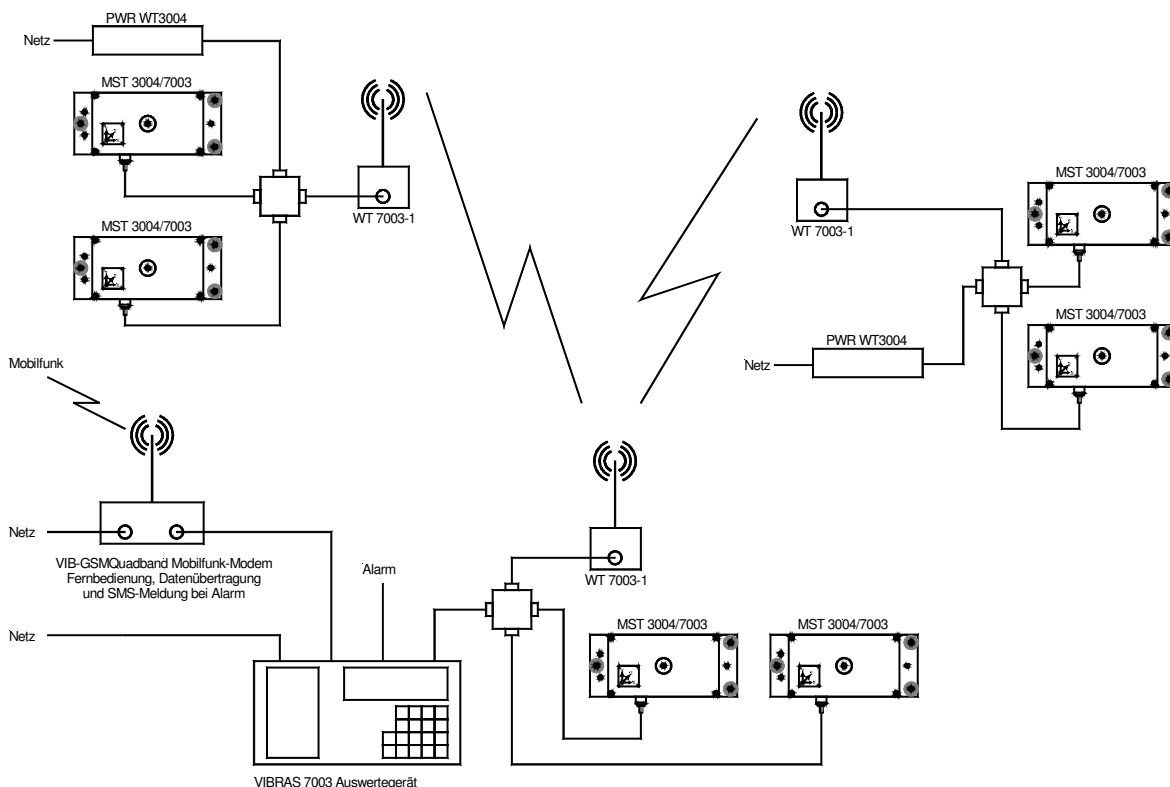 PWR WT3004
Netz
MST 3004/7003
WT 7003-1
MST 3004/7003
MST 3004/7003
WT 7003-1
MST 3004/7003
PWR WT3004
Netz
Mobilfunk
Netz
VIB-GSMQuadband Mobilfunk-Modem
Fernbedienung, Datenübertragung
und SMS-Meldung bei Alarm
Alarm
WT 7003-1
Netz
MST 3004/7003
MST 3004/7003
VIBRAS 7003 Auswertegerät